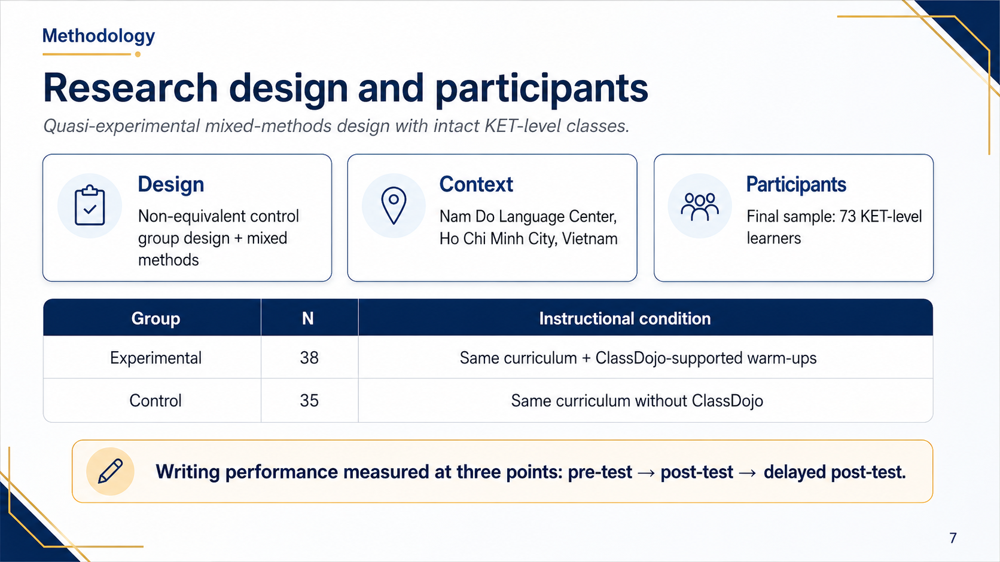 Methodology
Research design and participants
Quasi-experimental mixed-methods design with intact KET-level classes.
Design
Non-equivalent control
group design + mixed
methods
Context
Nam Do Language Center,
Ho Chi Minh City, Vietnam
Participants
Final sample: 73 KET-level
learners
Group N Instructional condition
Experimental 38 Same curriculum + ClassDojo-supported warm-ups
Control 35 Same curriculum without ClassDojo
Writing performance measured at three points: pre-test → post-test → delayed post-test.
7